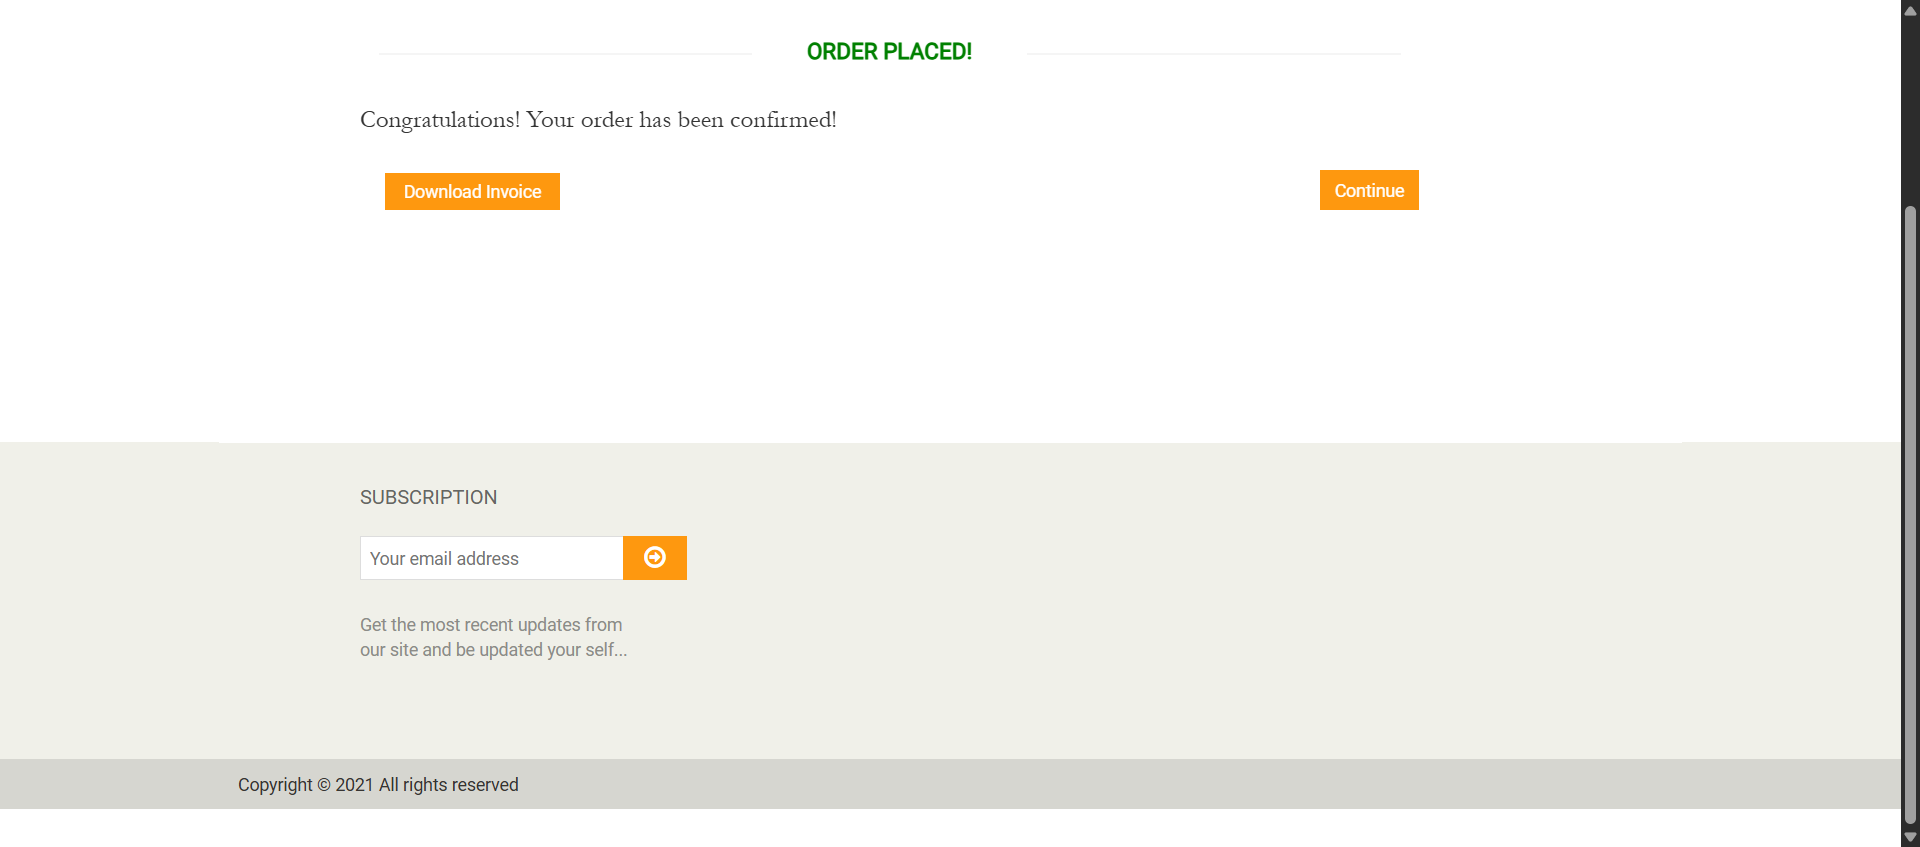 ORDER PLACED!
Congratulations! Your order has been confirmed!
Download Invoice
Continue
SUBSCRIPTION
Your email address
Get the most recent updates from
our site and be updated your self...
Copyright © 2021 All rights reserved